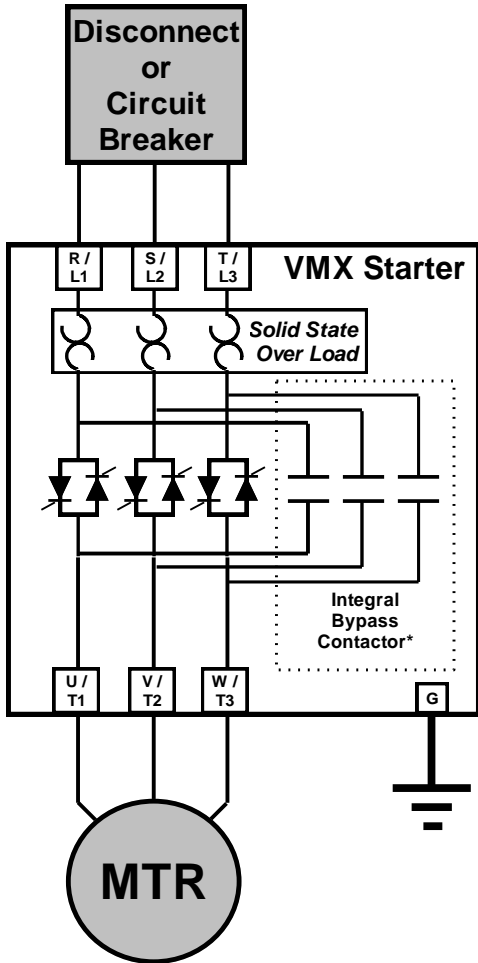 Disconnect
or
Circuit
Breaker
R /
L1
S /
L2
T /
L3
VMX Starter
Solid State
Over Load
Integral
Bypass
Contactor*
U /
T1
V /
T2
W /
T3
G
MTR